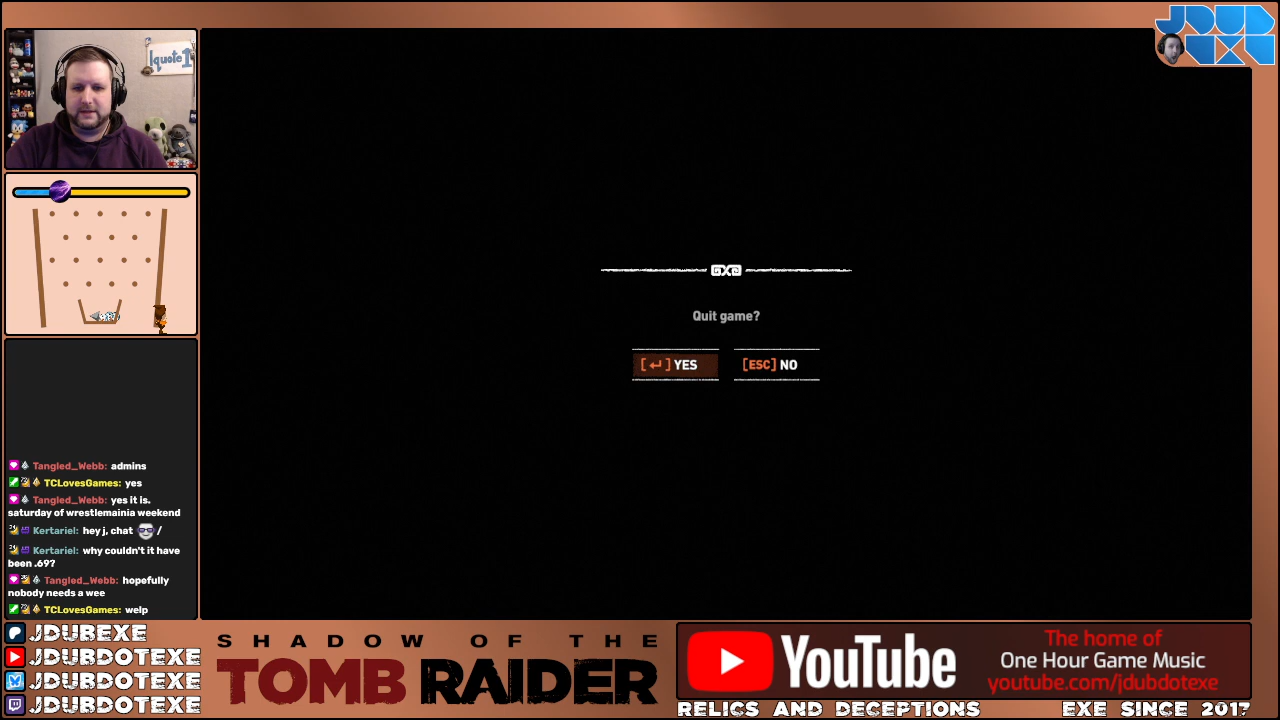 JDUB
EXE
!quote 1
Quit game?
[↵] YES
[ESC] NO
Tangled_Webb: admins
TCLovesGames: yes
Tangled_Webb: yes it is.
saturday of wrestlemainia weekend
Kertariel: hey j, chat /
Kertariel: why couldn't it have
been .69?
Tangled_Webb: hopefully
nobody needs a wee
TCLovesGames: welp
JDUBEXE
JDUBDOTEXE
JDUBDOTEXE
JDUBDOTEXE
SHADOW OF THE
TOMB RAIDER
YouTube
The home of
One Hour Game Music
youtube.com/jdubdotexe
RELICS AND DECEPTIONS
EXE SINCE 2017